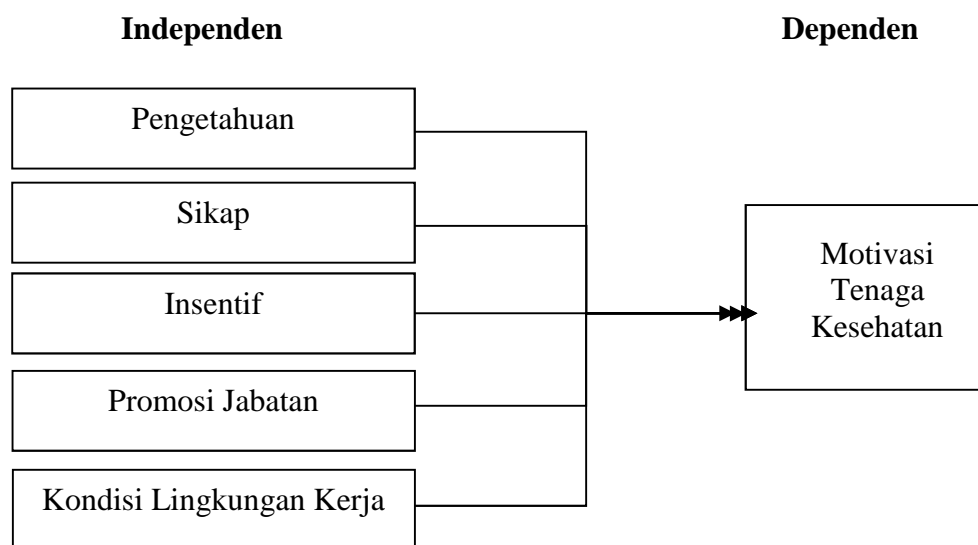 Independen
Dependen
Pengetahuan
Sikap
Insentif
Promosi Jabatan
Kondisi Lingkungan Kerja
Motivasi
Tenaga
Kesehatan